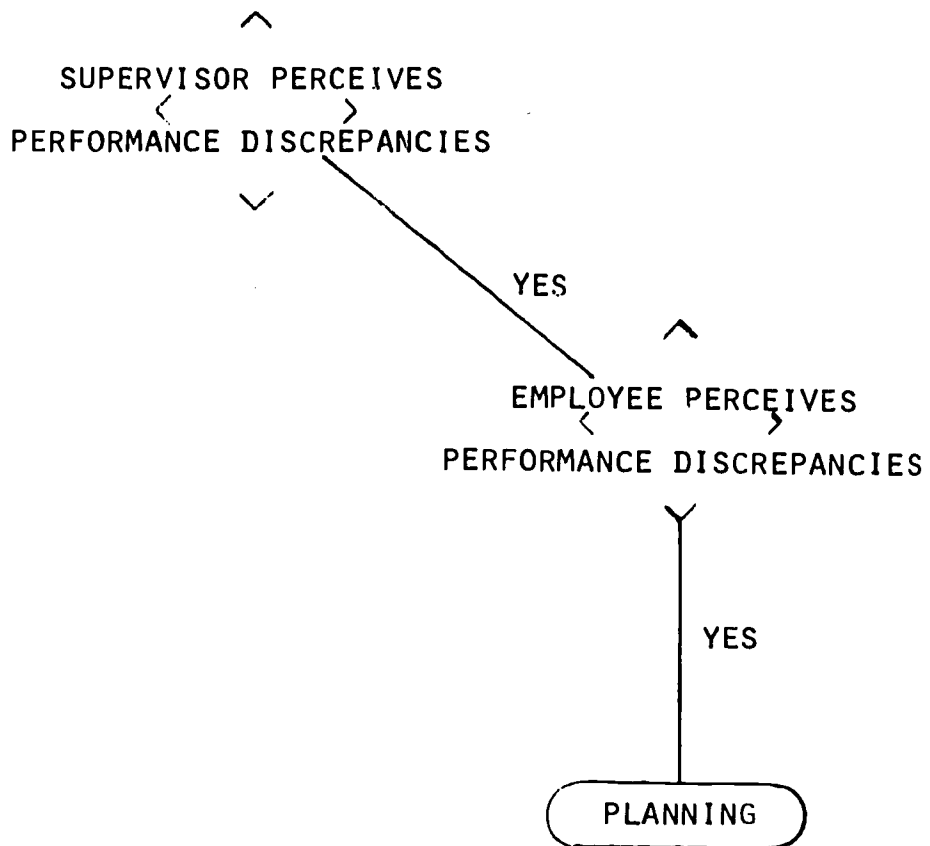 SUPERVISOR PERCEIVES
PERFORMANCE DISCREPANCIES
YES
EMPLOYEE PERCEIVES
PERFORMANCE DISCREPANCIES
YES
PLANNING